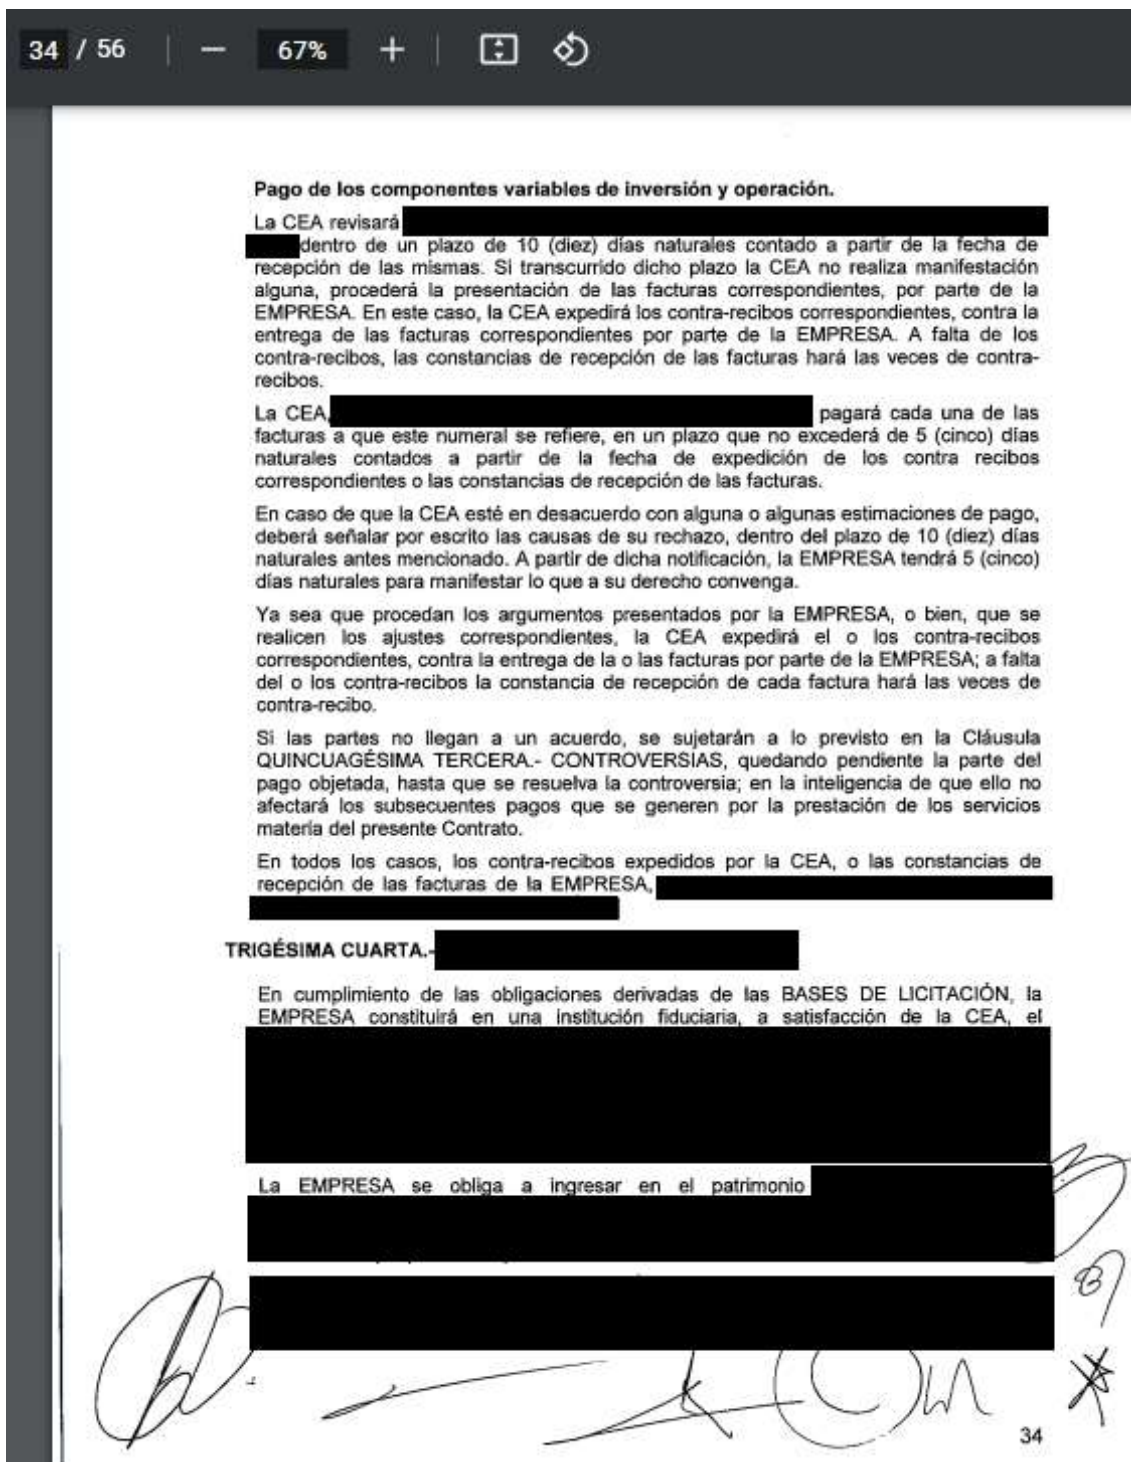 34 / 56
67%
Pago de los componentes variables de inversión y operación.
La CEA revisará
dentro de un plazo de 10 (diez) días naturales contado a partir de la fecha de
recepción de las mismas. Si transcurrido dicho plazo la CEA no realiza manifestación
alguna, procederá la presentación de las facturas correspondientes, por parte de la
EMPRESA. En este caso, la CEA expedirá los contra-recibos correspondientes, contra la
entrega de las facturas correspondientes por parte de la EMPRESA. A falta de los
contra-recibos, las constancias de recepción de las facturas hará las veces de contra-
recibos.
La CEA, pagará cada una de las
facturas a que este numeral se refiere, en un plazo que no excederá de 5 (cinco) días
naturales contados a partir de la fecha de expedición de los contra recibos
correspondientes o las constancias de recepción de las facturas.
En caso de que la CEA esté en desacuerdo con alguna o algunas estimaciones de pago,
deberá señalar por escrito las causas de su rechazo, dentro del plazo de 10 (diez) días
naturales antes mencionado. A partir de dicha notificación, la EMPRESA tendrá 5 (cinco)
días naturales para manifestar lo que a su derecho convenga.
Ya sea que procedan los argumentos presentados por la EMPRESA, o bien, que se
realicen los ajustes correspondientes, la CEA expedirá el o los contra-recibos
correspondientes, contra la entrega de la o las facturas por parte de la EMPRESA; a falta
del o los contra-recibos la constancia de recepción de cada factura hará las veces de
contra-recibo.
Si las partes no llegan a un acuerdo, se sujetarán a lo previsto en la Cláusula
QUINCUAGÉSIMA TERCERA.- CONTROVERSIAS, quedando pendiente la parte del
pago objetada, hasta que se resuelva la controversia; en la inteligencia de que ello no
afectará los subsecuentes pagos que se generen por la prestación de los servicios
materia del presente Contrato.
En todos los casos, los contra-recibos expedidos por la CEA, o las constancias de
recepción de las facturas de la EMPRESA,
TRIGÉSIMA CUARTA.-
En cumplimiento de las obligaciones derivadas de las BASES DE LICITACIÓN, la
EMPRESA constituirá en una institución fiduciaria, a satisfacción de la CEA, el
La EMPRESA se obliga a ingresar en el patrimonio
34